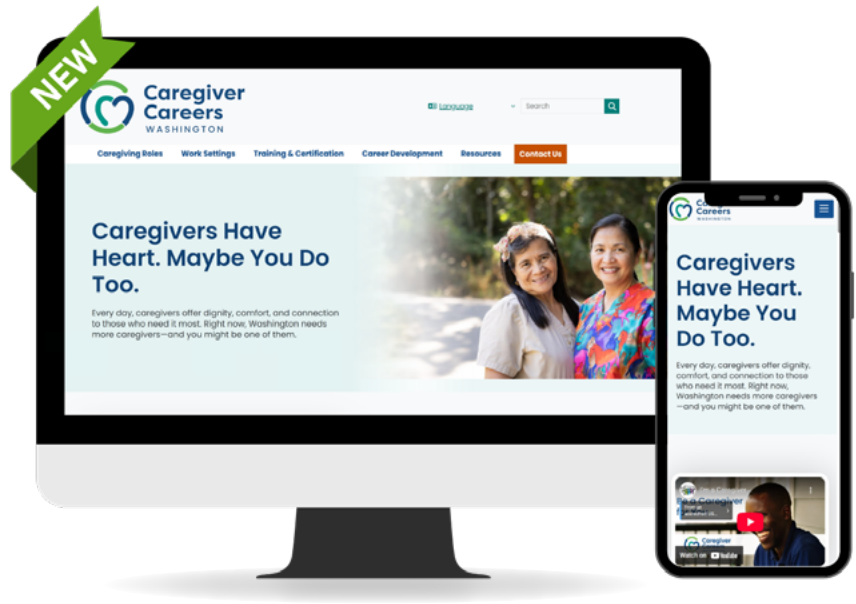 NEW
Caregiver
Careers
WASHINGTON
Language
Search
Caregiving Roles Work Settings Training & Certification Career Development Resources Contact Us
Caregivers Have
Heart. Maybe You Do
Too.
Every day, caregivers offer dignity, comfort, and connection
to those who need it most. Right now, Washington needs
more caregivers—and you might be one of them.
Careers
WASHINGTON
Caregivers
Have Heart.
Maybe You
Do Too.
Every day, caregivers offer dignity,
comfort, and connection to those
who need it most. Right now,
Washington needs more caregivers
—and you might be one of them.
Be a Caregiver
Caregiver
Careers
Watch on YouTube